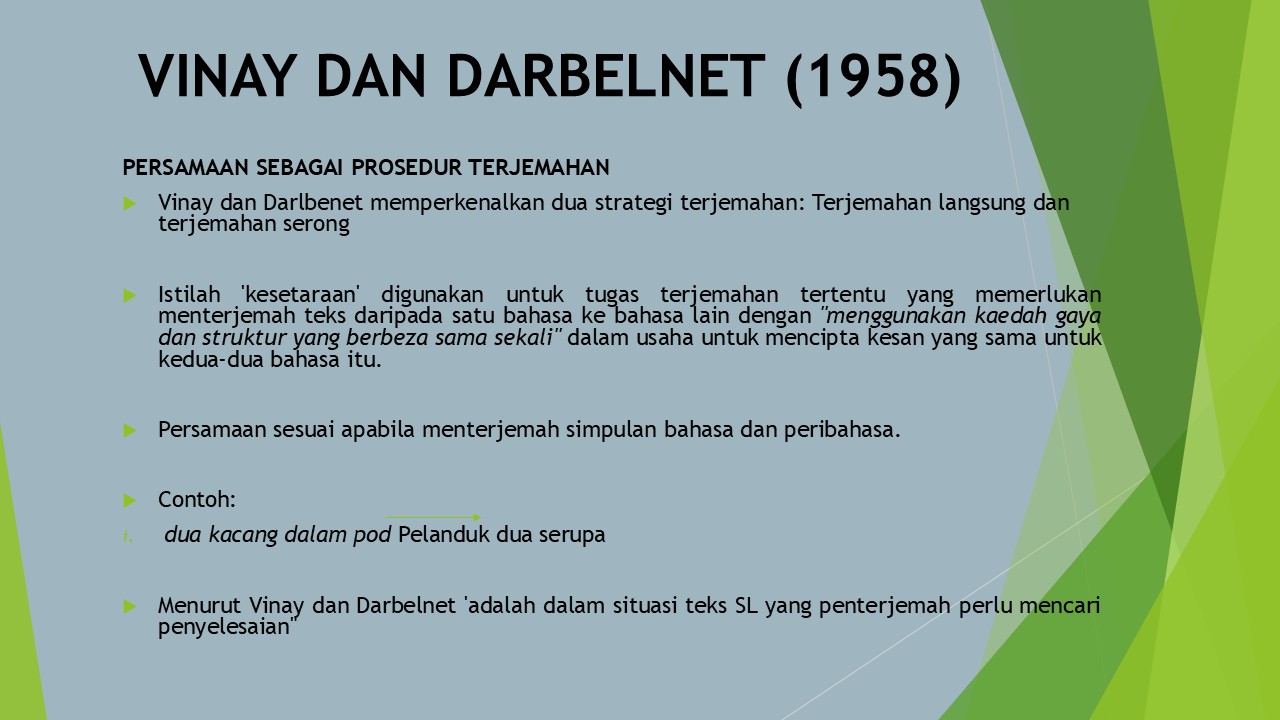 VINAY DAN DARBELNET (1958)
PERSAMAAN SEBAGAI PROSEDUR TERJEMAHAN
Vinay dan Darlbenet memperkenalkan dua strategi terjemahan: Terjemahan langsung dan
terjemahan serong
Istilah 'kesetaraan' digunakan untuk tugas terjemahan tertentu yang memerlukan
menterjemah teks daripada satu bahasa ke bahasa lain dengan "menggunakan kaedah gaya
dan struktur yang berbeza sama sekali" dalam usaha untuk mencipta kesan yang sama untuk
kedua-dua bahasa itu.
Persamaan sesuai apabila menterjemah simpulan bahasa dan peribahasa.
Contoh:
i. dua kacang dalam pod Pelanduk dua serupa
Menurut Vinay dan Darbelnet 'adalah dalam situasi teks SL yang penterjemah perlu mencari
penyelesaian"